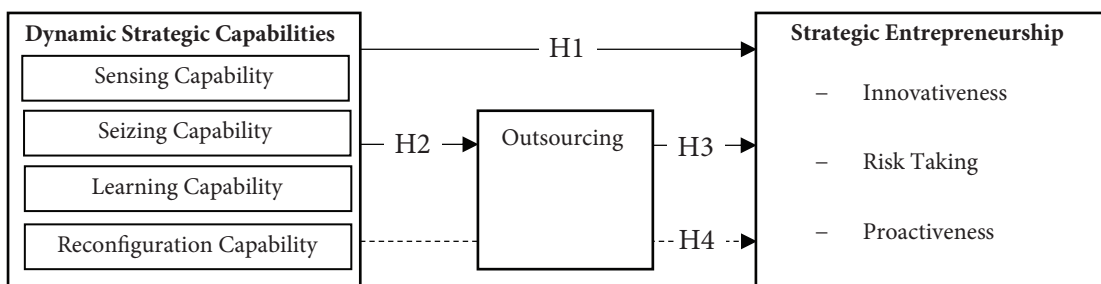 Dynamic Strategic Capabilities
Sensing Capability
Seizing Capability
Learning Capability
Reconfiguration Capability
H1
H2
Outsourcing
H3
H4
Strategic Entrepreneurship
– Innovativeness
– Risk Taking
– Proactiveness